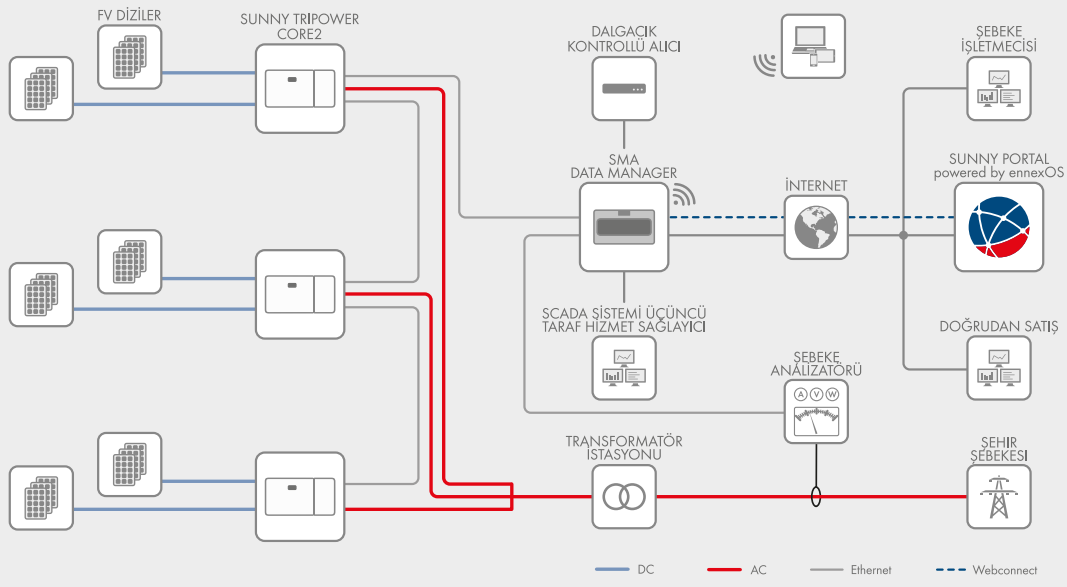 FV DİZİLER
SUNNY TRIPOWER
CORE2
DALGACIK
KONTROLLÜ ALICI
ŞEBEKE
İŞLETMECİSİ
SMA
DATA MANAGER
İNTERNET
SUNNY PORTAL
powered by ennexOS
SCADA SİSTEMİ ÜÇÜNCÜ
TARAF HİZMET SAĞLAYICI
DOĞRUDAN SATIŞ
ŞEBEKE
ANALİZATÖRÜ
A V W
TRANSFORMATÖR
İSTASYONU
ŞEHIR
ŞEBEKESI
DC
AC
Ethernet
Webconnect